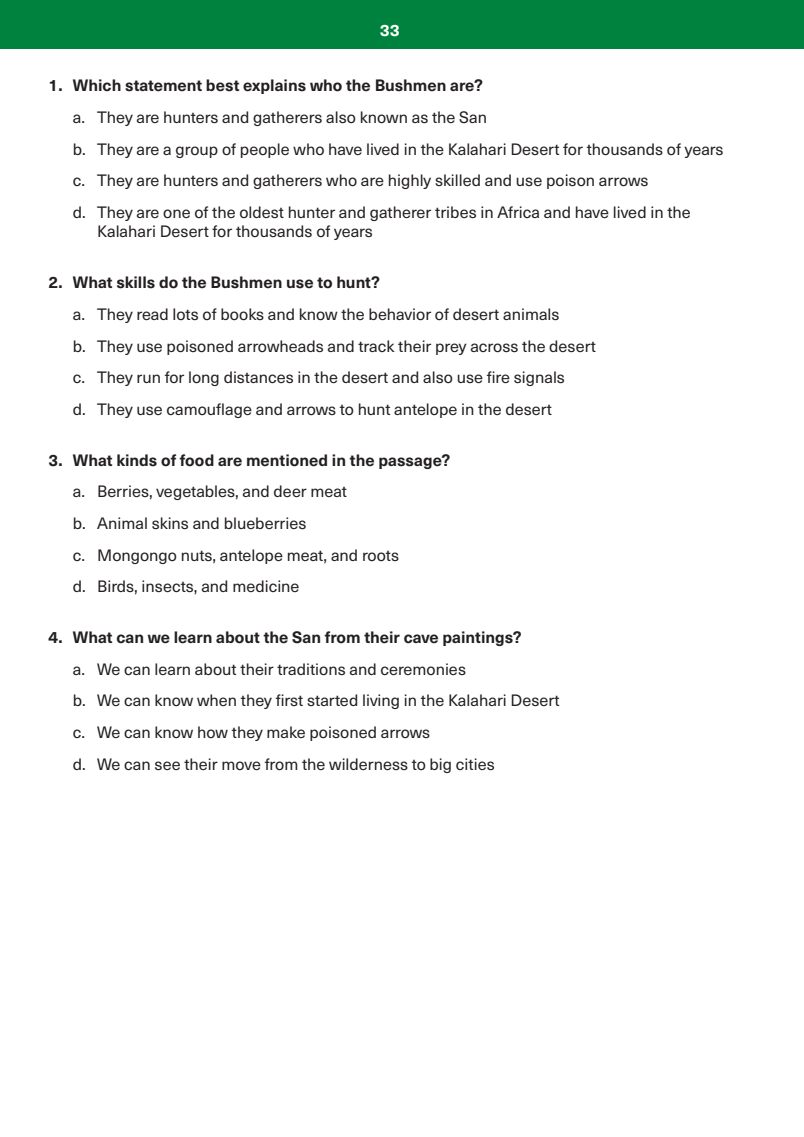 33
1. Which statement best explains who the Bushmen are?
a. They are hunters and gatherers also known as the San
b. They are a group of people who have lived in the Kalahari Desert for thousands of years
c. They are hunters and gatherers who are highly skilled and use poison arrows
d. They are one of the oldest hunter and gatherer tribes in Africa and have lived in the
Kalahari Desert for thousands of years
2. What skills do the Bushmen use to hunt?
a. They read lots of books and know the behavior of desert animals
b. They use poisoned arrowheads and track their prey across the desert
c. They run for long distances in the desert and also use fire signals
d. They use camouflage and arrows to hunt antelope in the desert
3. What kinds of food are mentioned in the passage?
a. Berries, vegetables, and deer meat
b. Animal skins and blueberries
c. Mongongo nuts, antelope meat, and roots
d. Birds, insects, and medicine
4. What can we learn about the San from their cave paintings?
a. We can learn about their traditions and ceremonies
b. We can know when they first started living in the Kalahari Desert
c. We can know how they make poisoned arrows
d. We can see their move from the wilderness to big cities